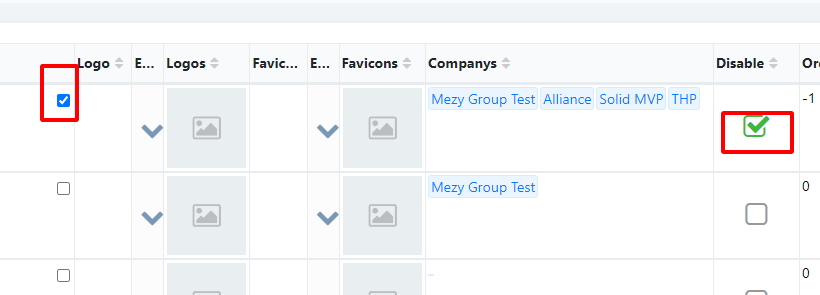 Logo E... Logos Favic... E... Favicons Companys Disable Or
Mezy Group Test Alliance Solid MVP THP -1
Mezy Group Test 0
– 0